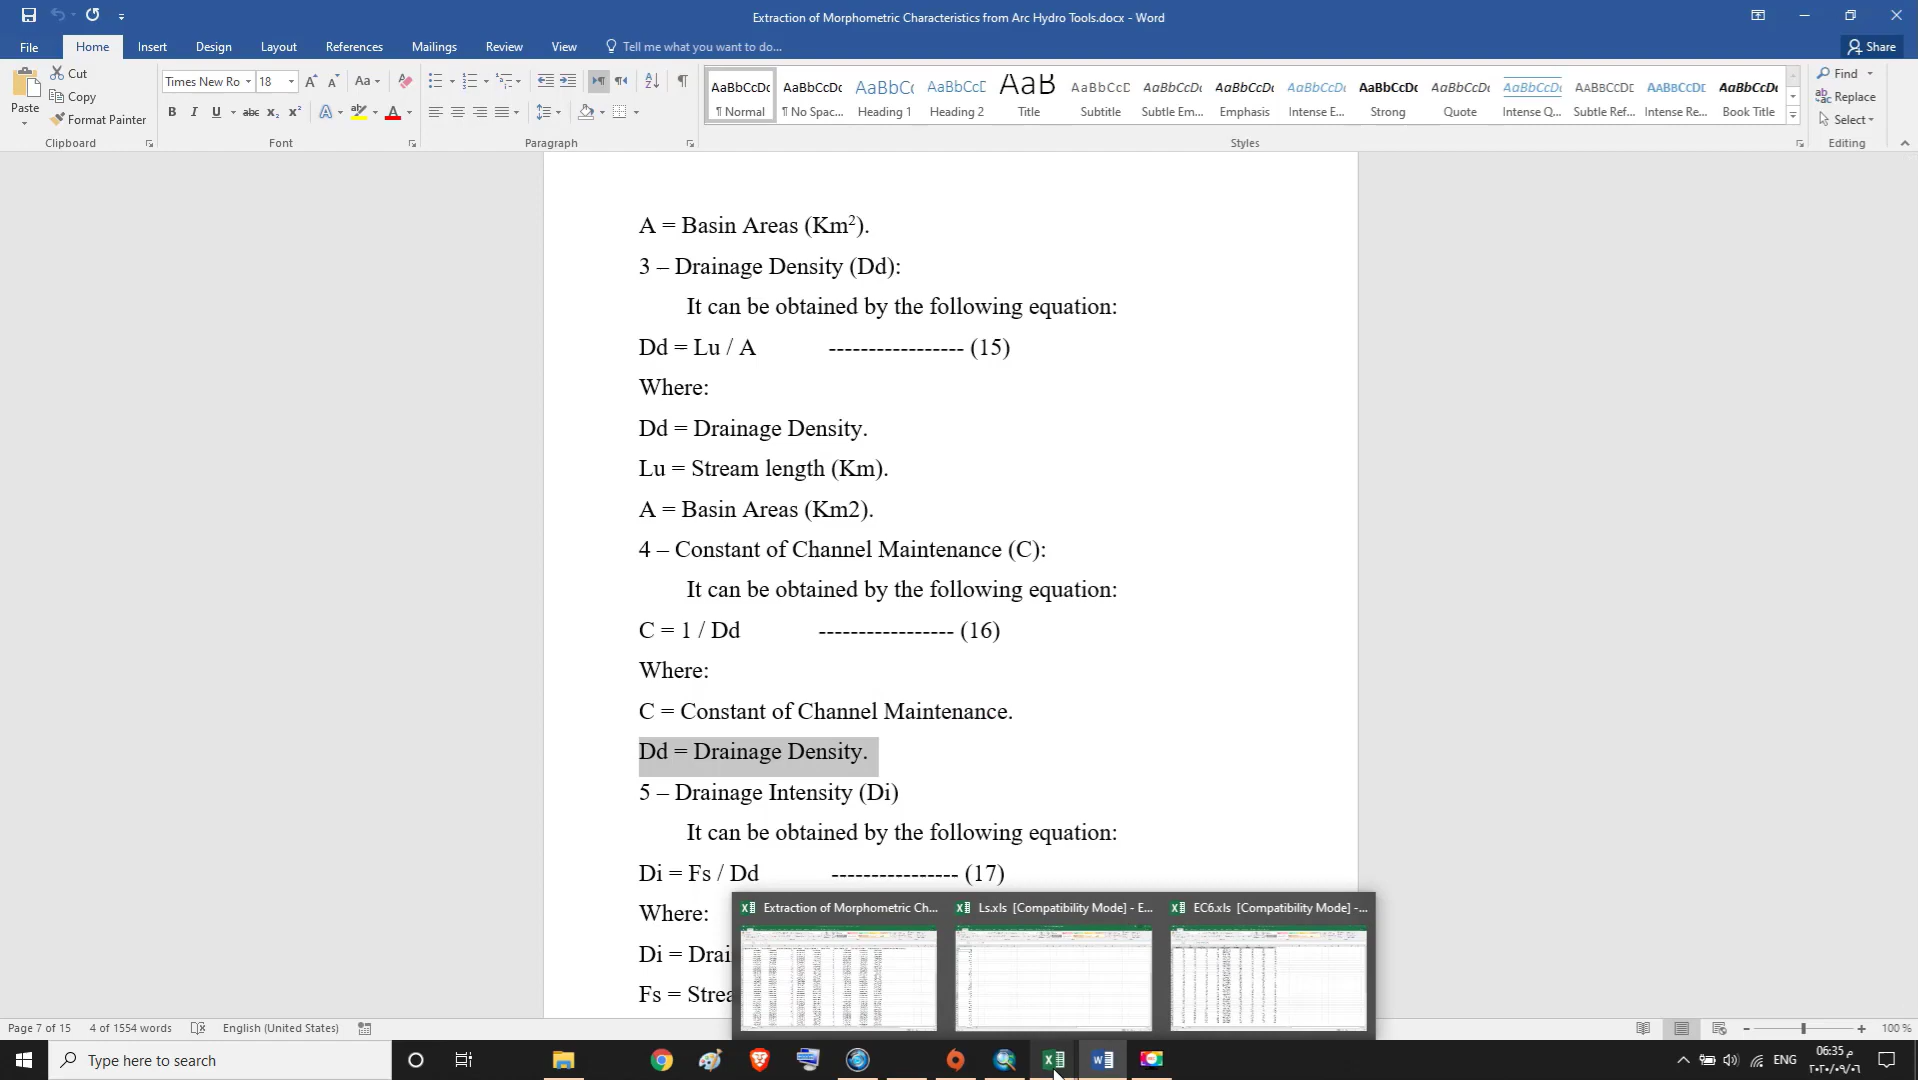 Extraction of Morphometric Characteristics from Arc Hydro Tools.docx - Word
File Home Insert Design Layout References Mailings Review View Tell me what you want to do... Share
Paste
Cut
Copy
Format Painter
Clipboard
Times New Ro 18
Font
Paragraph
AaBbCcDc AaBbCcDc AaBbC( AaBbCcE AaB AaBbCcD AaBbCcDc AaBbCcDc AaBbCcDc AaBbCcDc AaBbCcDc AaBbCcDc AABBCCDC AABBCCDC AaBbCcDc
¶ Normal ¶ No Spac... Heading 1 Heading 2 Title Subtitle Subtle Em... Emphasis Intense E... Strong Quote Intense Q... Subtle Ref... Intense Re... Book Title
Styles
Find
Replace
Select
Editing
A = Basin Areas (Km²).
3 – Drainage Density (Dd):
It can be obtained by the following equation:
Dd = Lu / A ----------------- (15)
Where:
Dd = Drainage Density.
Lu = Stream length (Km).
A = Basin Areas (Km2).
4 – Constant of Channel Maintenance (C):
It can be obtained by the following equation:
C = 1 / Dd ----------------- (16)
Where:
C = Constant of Channel Maintenance.
Dd = Drainage Density.
5 – Drainage Intensity (Di)
It can be obtained by the following equation:
Di = Fs / Dd ---------------- (17)
Where:
Di = Drai
Fs = Strea
Extraction of Morphometric Ch...
Ls.xls [Compatibility Mode] - E...
EC6.xls [Compatibility Mode] -...
Page 7 of 15 4 of 1554 words English (United States) 100 %
Type here to search
ENG
06:35 م
٢٠٢٠/٠٩/٠٦